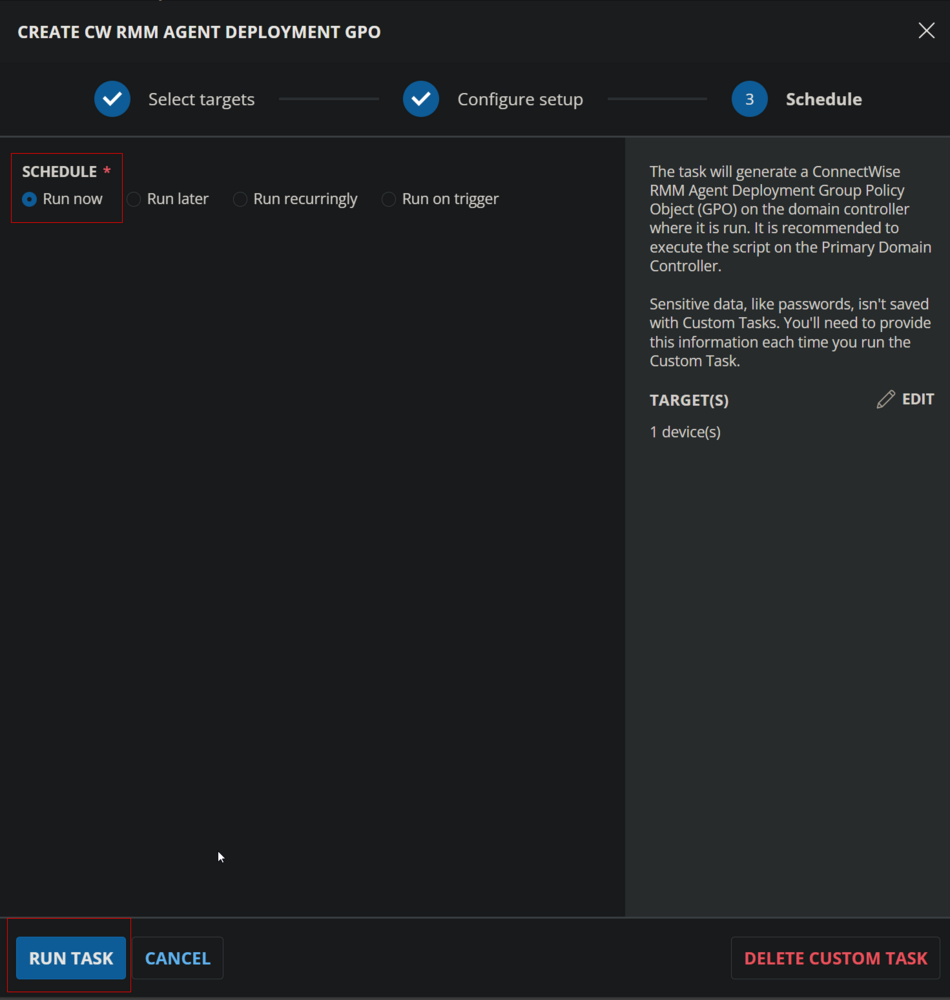 CREATE CW RMM AGENT DEPLOYMENT GPO
Select targets
Configure setup
3
Schedule
SCHEDULE *
Run now
Run later
Run recurringly
Run on trigger
The task will generate a ConnectWise
RMM Agent Deployment Group Policy
Object (GPO) on the domain controller
where it is run. It is recommended to
execute the script on the Primary Domain
Controller.
Sensitive data, like passwords, isn't saved
with Custom Tasks. You'll need to provide
this information each time you run the
Custom Task.
TARGET(S)
EDIT
1 device(s)
RUN TASK
CANCEL
DELETE CUSTOM TASK